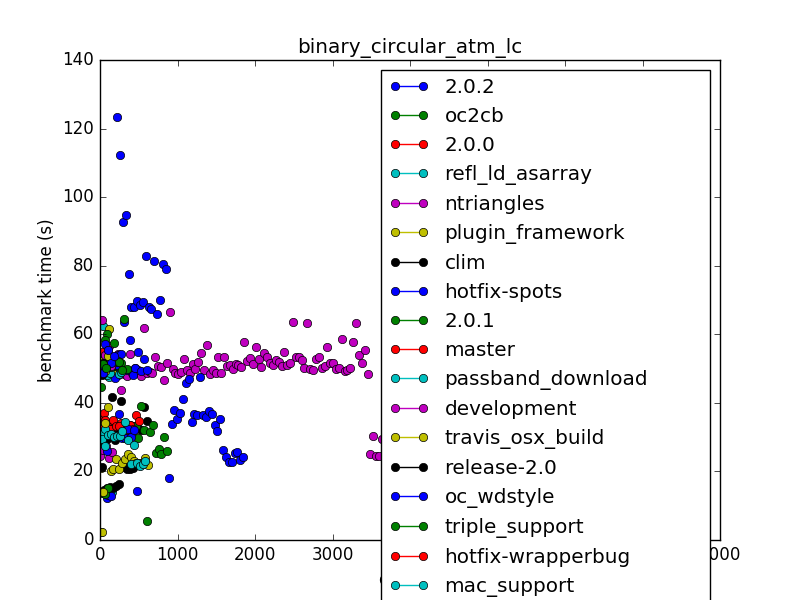 binary_circular_atm_lc
benchmark time (s)
140
120
100
80
60
40
20
0
0
1000
2000
3000
000
2.0.2
oc2cb
2.0.0
refl_ld_asarray
ntriangles
plugin_framework
clim
hotfix-spots
2.0.1
master
passband_download
development
travis_osx_build
release-2.0
oc_wdstyle
triple_support
hotfix-wrapperbug
mac_support